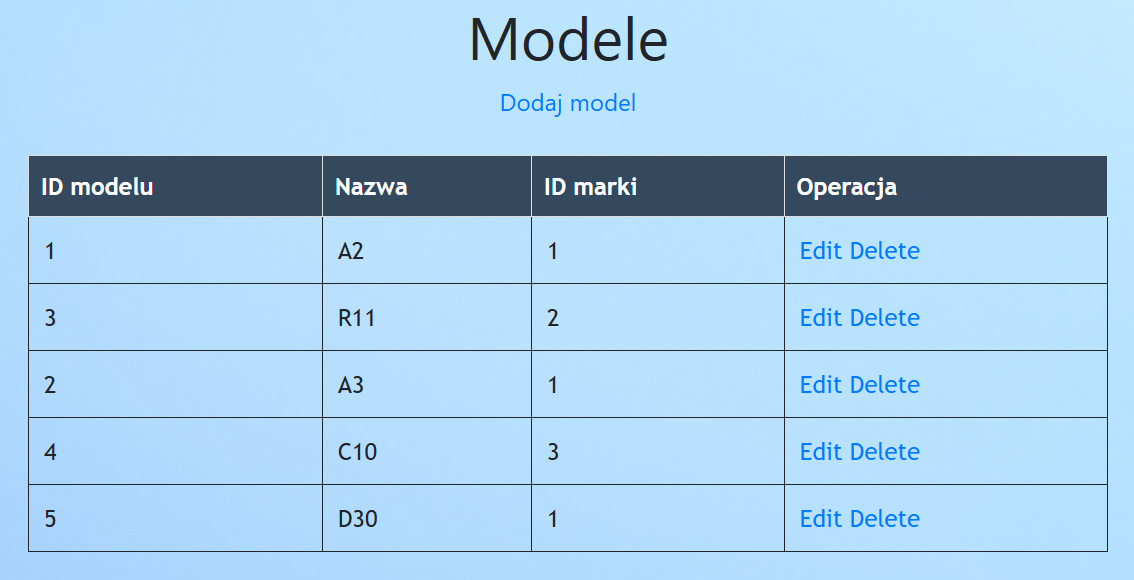 Modele
Dodaj model
ID modelu Nazwa ID marki Operacja
1 A2 1 Edit Delete
3 R11 2 Edit Delete
2 A3 1 Edit Delete
4 C10 3 Edit Delete
5 D30 1 Edit Delete